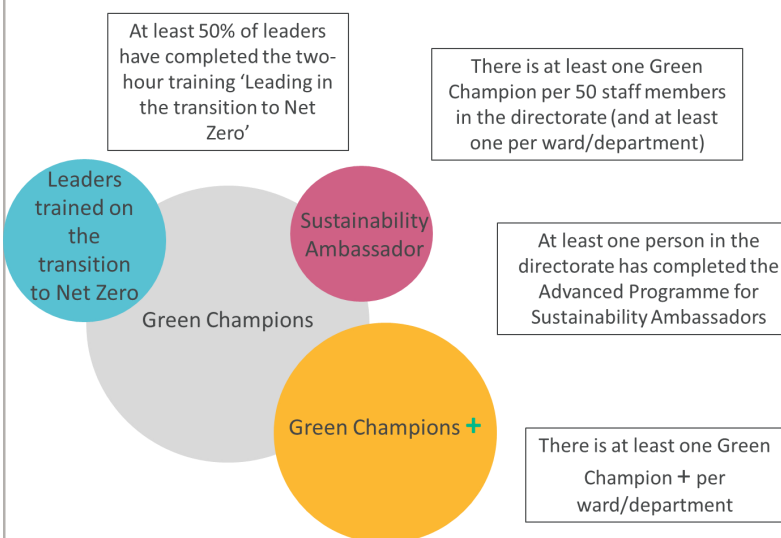 At least 50% of leaders
have completed the two-
hour training ‘Leading in
the transition to Net
Zero’
There is at least one Green
Champion per 50 staff members
in the directorate (and at least
one per ward/department)
Leaders
trained on
the
transition
to Net Zero
Sustainability
Ambassador
At least one person in the
directorate has completed the
Advanced Programme for
Sustainability Ambassadors
Green Champions
Green Champions +
There is at least one Green
Champion + per
ward/department